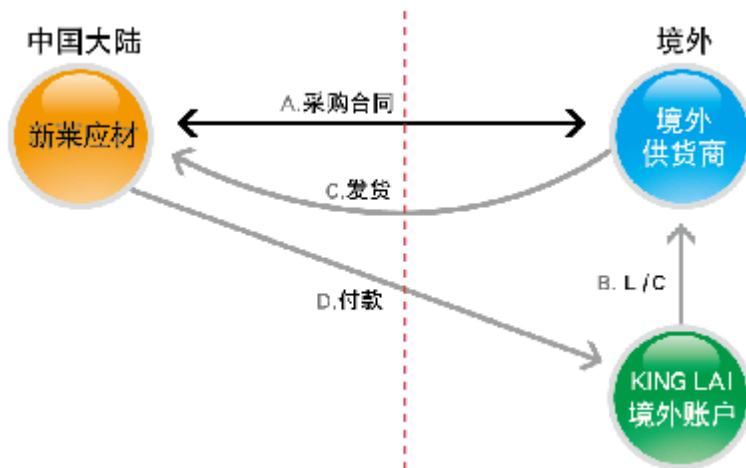 中国大陆
境外
新莱应材
A.采购合同
境外
供货商
C.发货
D.付款
B. L/C
KING LAI
境外账户